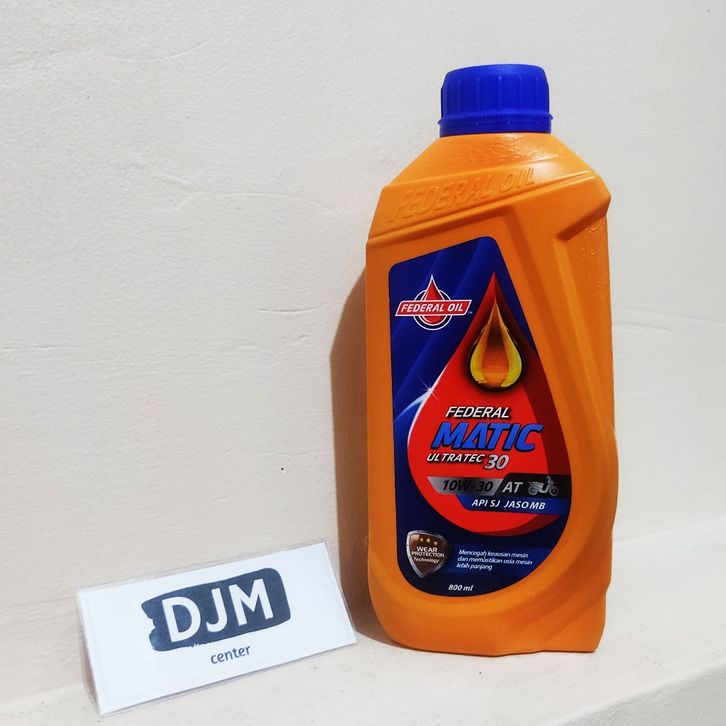 FEDERAL OIL
FEDERAL OIL
FEDERAL
MATIC
ULTRATEC 30
10W-30 AT
API SJ JASO MB
WEAR
PROTECTION
Technology
Mencegah keausan mesin
dan memastikan usia mesin
lebih panjang
800 ml
DJM
center